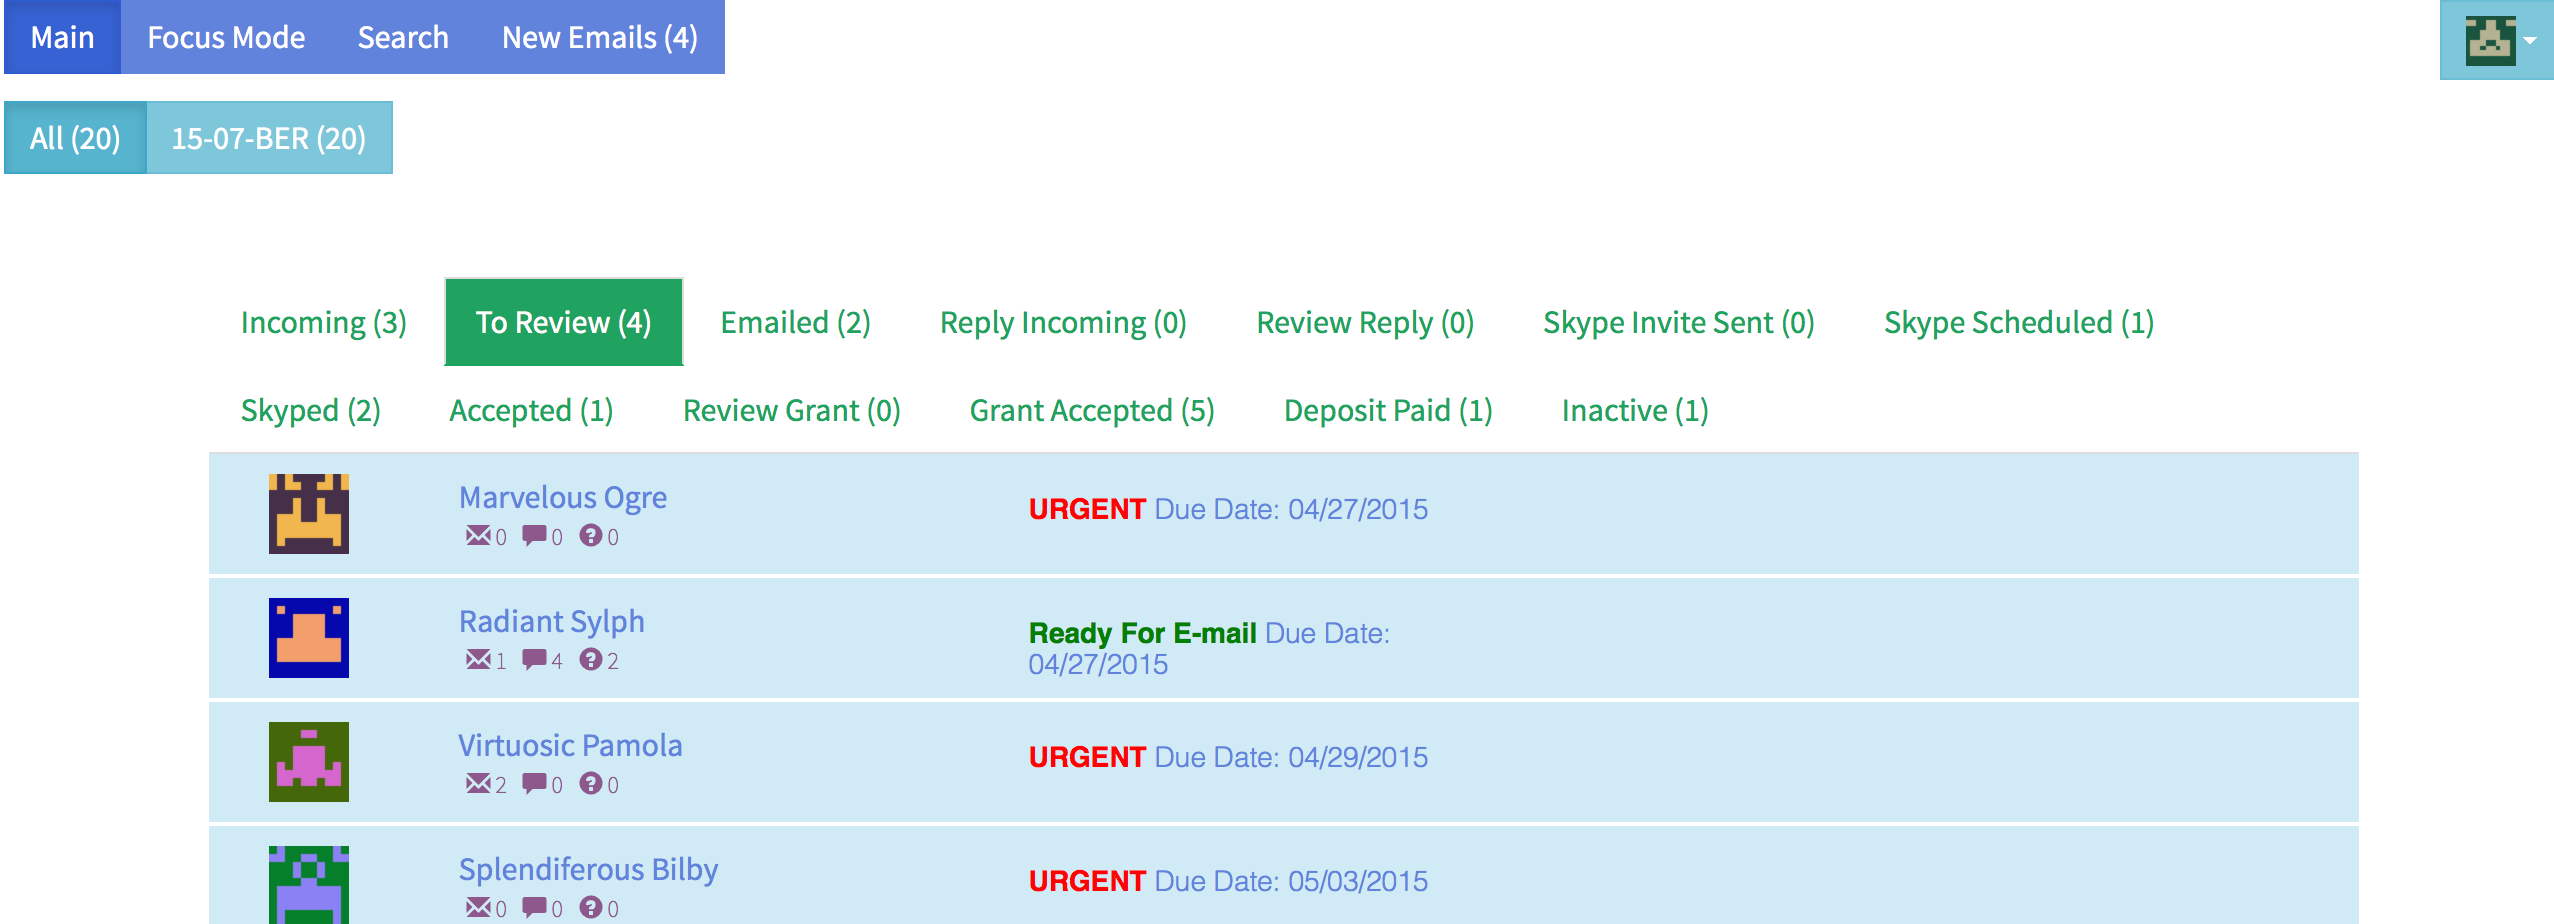 Main Focus Mode Search New Emails (4)
All (20) 15-07-BER (20)
Incoming (3) To Review (4) Emailed (2) Reply Incoming (0) Review Reply (0) Skype Invite Sent (0) Skype Scheduled (1)
Skyped (2) Accepted (1) Review Grant (0) Grant Accepted (5) Deposit Paid (1) Inactive (1)
Marvelous Ogre
0 0 0
URGENT Due Date: 04/27/2015
Radiant Sylph
1 4 2
Ready For E-mail Due Date:
04/27/2015
Virtuosic Pamola
2 0 0
URGENT Due Date: 04/29/2015
Splendiferous Bilby
0 0 0
URGENT Due Date: 05/03/2015